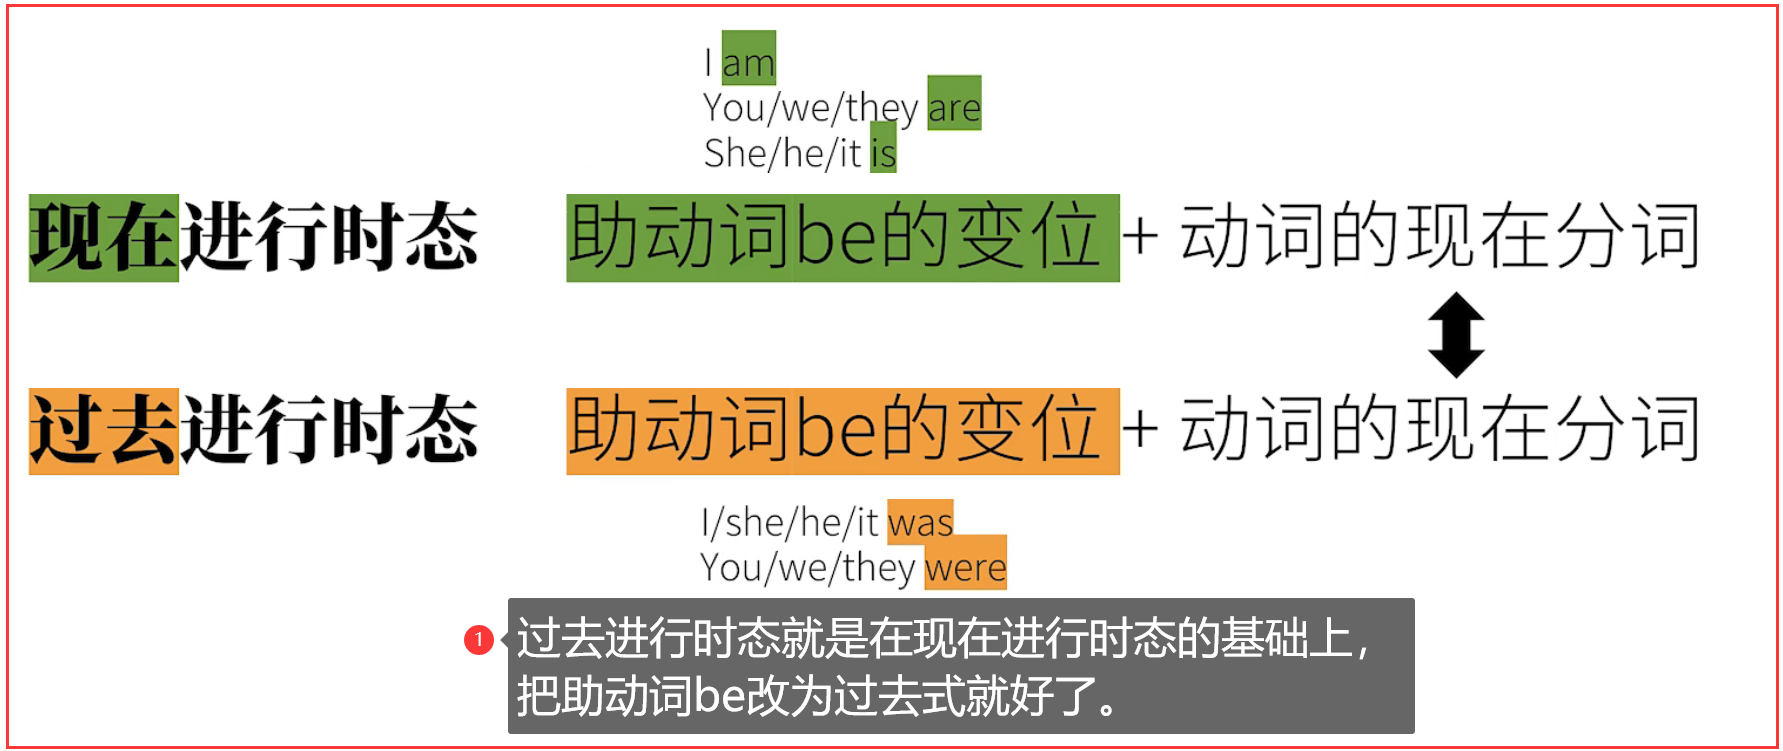 I am
You/we/they are
She/he/it is
现在进行时态 助动词be的变位 + 动词的现在分词
过去进行时态 助动词be的变位 + 动词的现在分词
I/she/he/it was
You/we/they were
1 过去进行时态就是在现在进行时态的基础上，
把助动词be改为过去式就好了。